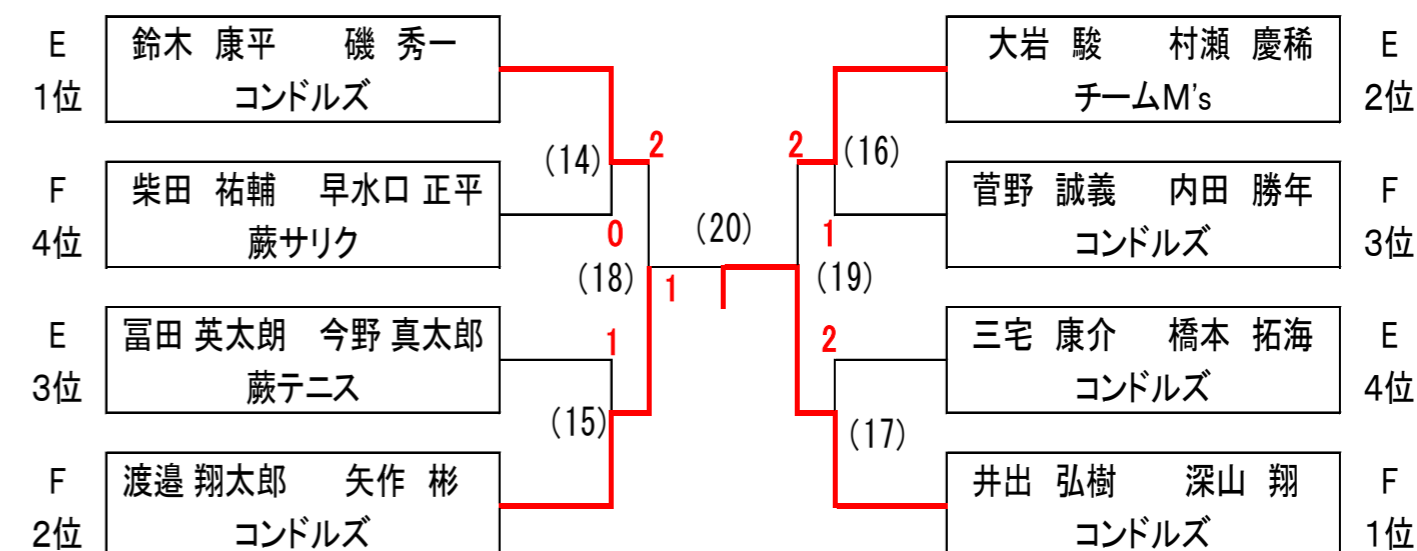 E
1位
鈴木 康平 磯 秀一
コンドルズ
F
4位
柴田 祐輔 早水口 正平
蕨サリク
E
3位
冨田 英太朗 今野 真太郎
蕨テニス
F
2位
渡邉 翔太郎 矢作 彬
コンドルズ
(14)
2
0
(18)
1
1
(15)
(20)
2
(16)
1
(19)
2
(17)
大岩 駿 村瀬 慶稀
チームM's
E
2位
菅野 誠義 内田 勝年
コンドルズ
F
3位
三宅 康介 橋本 拓海
コンドルズ
E
4位
井出 弘樹 深山 翔
コンドルズ
F
1位